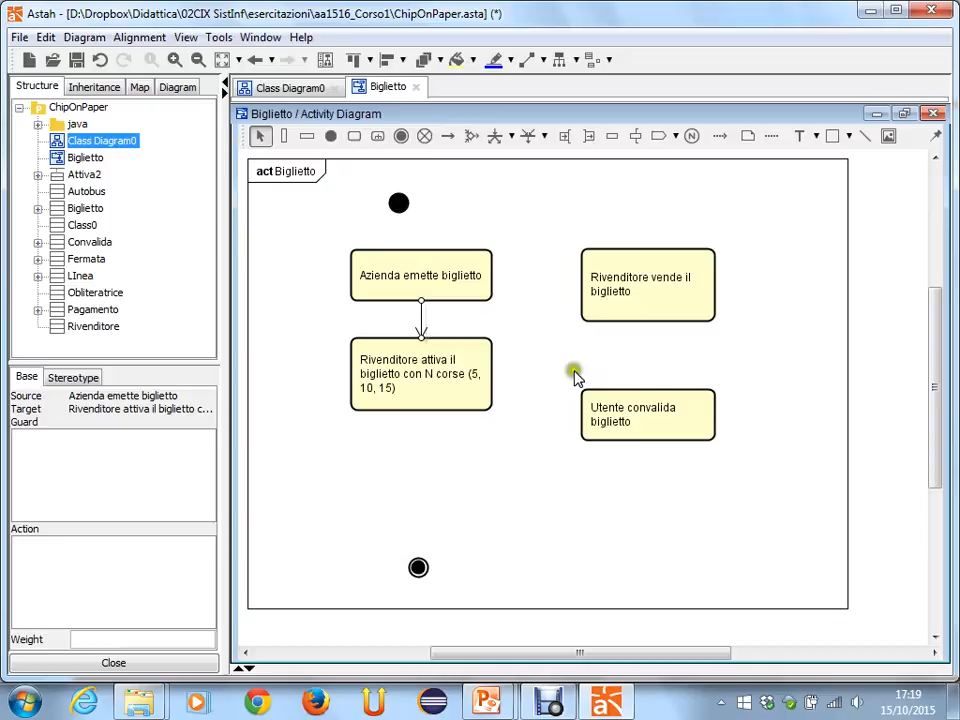 Astah - [D:\Dropbox\Didattica\02CIX SistInf\esercitazioni\aa1516_Corso1\ChipOnPaper.asta] (*)
File Edit Diagram Alignment View Tools Window Help
Structure Inheritance Map Diagram
Class Diagram0 Biglietto
ChipOnPaper
java
Class Diagram0
Biglietto
Attiva2
Autobus
Biglietto
Class0
Convalida
Fermata
LInea
Obliteratrice
Pagamento
Rivenditore
Base Stereotype
Source Azienda emette biglietto
Target Rivenditore attiva il biglietto c...
Guard
Action
Weight
Close
Biglietto / Activity Diagram
N T
act Biglietto
Azienda emette biglietto
Rivenditore attiva il
biglietto con N corse (5,
10, 15)
Rivenditore vende il
biglietto
Utente convalida
biglietto
17:19
15/10/2015